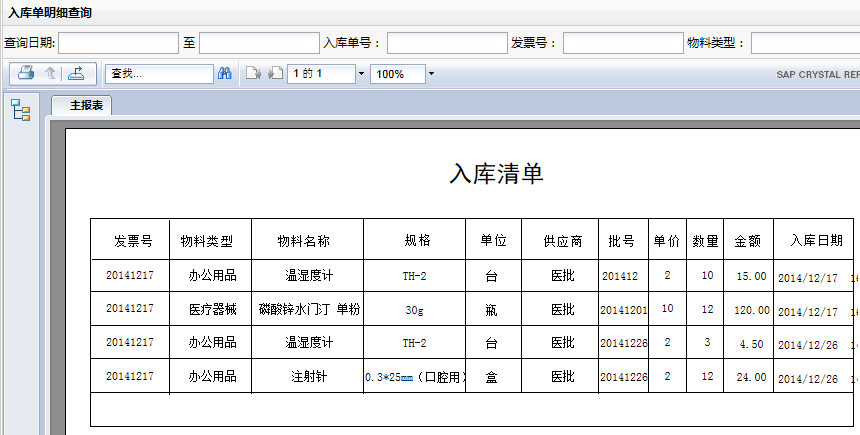 入库单明细查询
查询日期: 至 入库单号： 发票号： 物料类型：
查找... 1 的 1 100% SAP CRYSTAL REP
主报表
入库清单
发票号 物料类型 物料名称 规格 单位 供应商 批号 单价 数量 金额 入库日期
20141217 办公用品 温湿度计 TH-2 台 医批 201412 2 10 15.00 2014/12/17 16
20141217 医疗器械 磷酸锌水门汀 单粉 30g 瓶 医批 20141201 10 12 120.00 2014/12/17 16
20141217 办公用品 温湿度计 TH-2 台 医批 20141226 2 3 4.50 2014/12/26 14
20141217 办公用品 注射针 0.3*25mm（口腔用） 盒 医批 20141226 2 12 24.00 2014/12/26 14